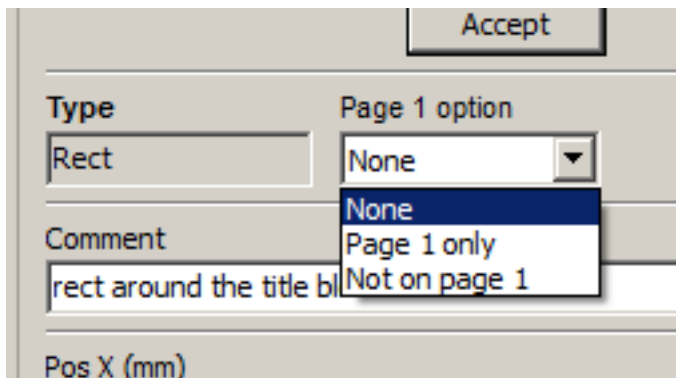 Accept
Type
Page 1 option
Rect
None
None
Page 1 only
Not on page 1
Comment
rect around the title
Pos X (mm)